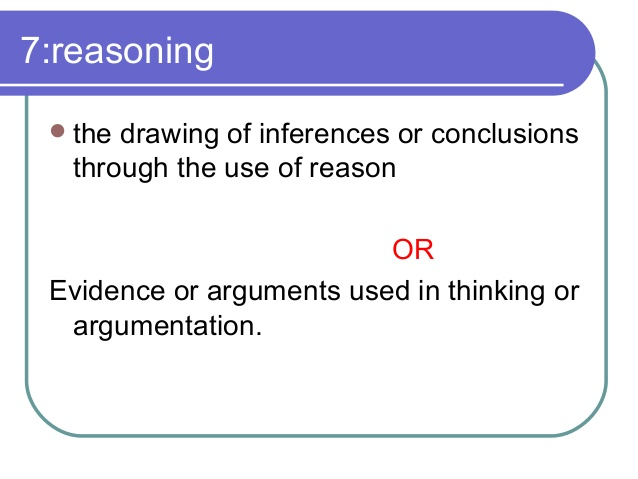 7:reasoning
the drawing of inferences or conclusions
through the use of reason
OR
Evidence or arguments used in thinking or
argumentation.